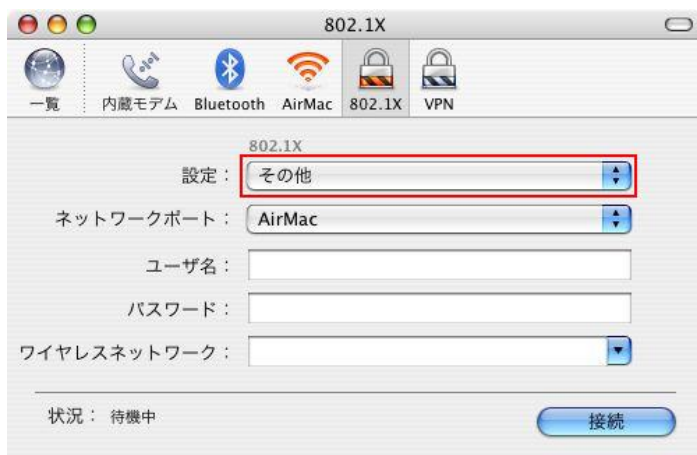 802.1X
一覧 内蔵モデム Bluetooth AirMac 802.1X VPN
802.1X
設定： その他
ネットワークポート： AirMac
ユーザ名：
パスワード：
ワイヤレスネットワーク：
状況： 待機中 接続